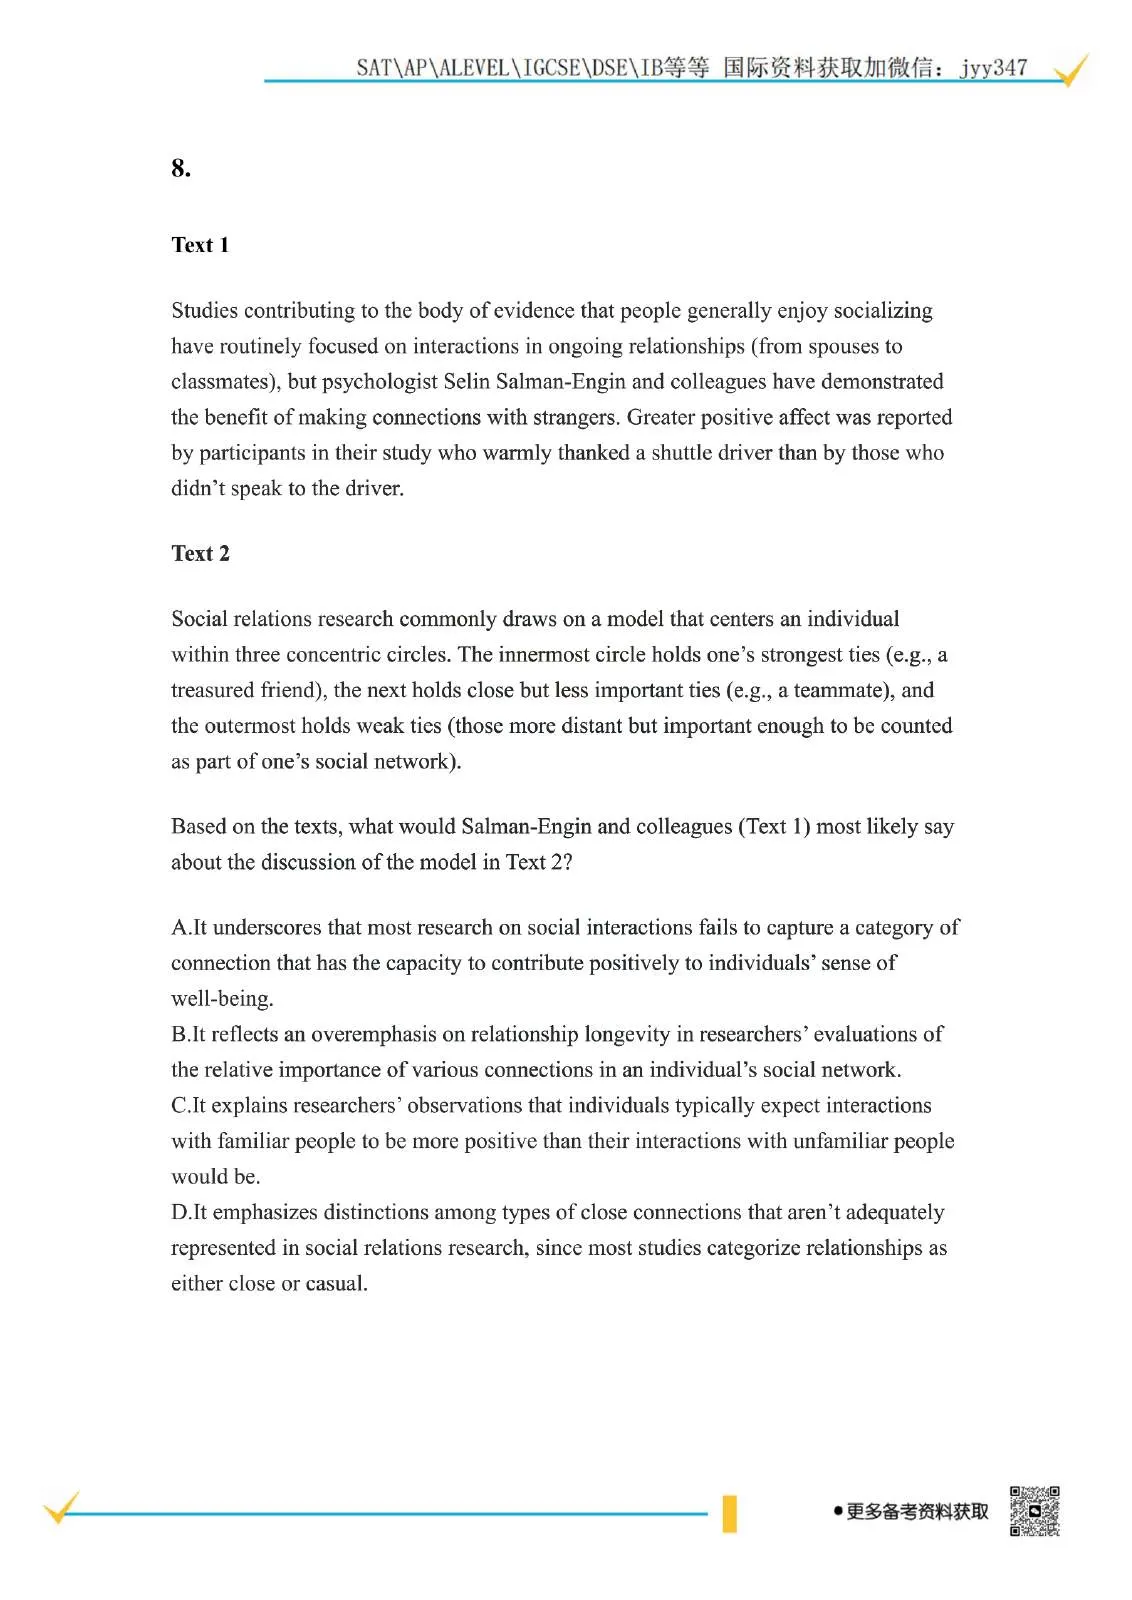 SAT\AP\ALEVEL\IGCSE\DSE\IB等等 国际资料获取加微信：jyy347
8.
Text 1
Studies contributing to the body of evidence that people generally enjoy socializing
have routinely focused on interactions in ongoing relationships (from spouses to
classmates), but psychologist Selin Salman-Engin and colleagues have demonstrated
the benefit of making connections with strangers. Greater positive affect was reported
by participants in their study who warmly thanked a shuttle driver than by those who
didn’t speak to the driver.
Text 2
Social relations research commonly draws on a model that centers an individual
within three concentric circles. The innermost circle holds one’s strongest ties (e.g., a
treasured friend), the next holds close but less important ties (e.g., a teammate), and
the outermost holds weak ties (those more distant but important enough to be counted
as part of one’s social network).
Based on the texts, what would Salman-Engin and colleagues (Text 1) most likely say
about the discussion of the model in Text 2?
A.It underscores that most research on social interactions fails to capture a category of
connection that has the capacity to contribute positively to individuals’ sense of
well-being.
B.It reflects an overemphasis on relationship longevity in researchers’ evaluations of
the relative importance of various connections in an individual’s social network.
C.It explains researchers’ observations that individuals typically expect interactions
with familiar people to be more positive than their interactions with unfamiliar people
would be.
D.It emphasizes distinctions among types of close connections that aren’t adequately
represented in social relations research, since most studies categorize relationships as
either close or casual.
•更多备考资料获取